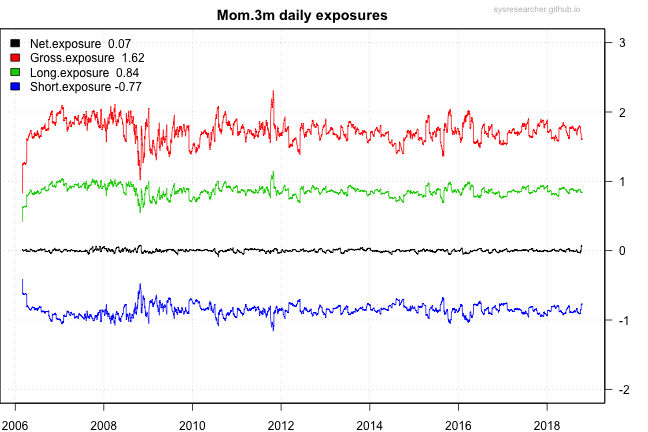 Mom.3m daily exposures
sysresearcher.github.io
Net.exposure 0.07
Gross.exposure 1.62
Long.exposure 0.84
Short.exposure -0.77
3
2
1
0
-1
-2
2006 2008 2010 2012 2014 2016 2018